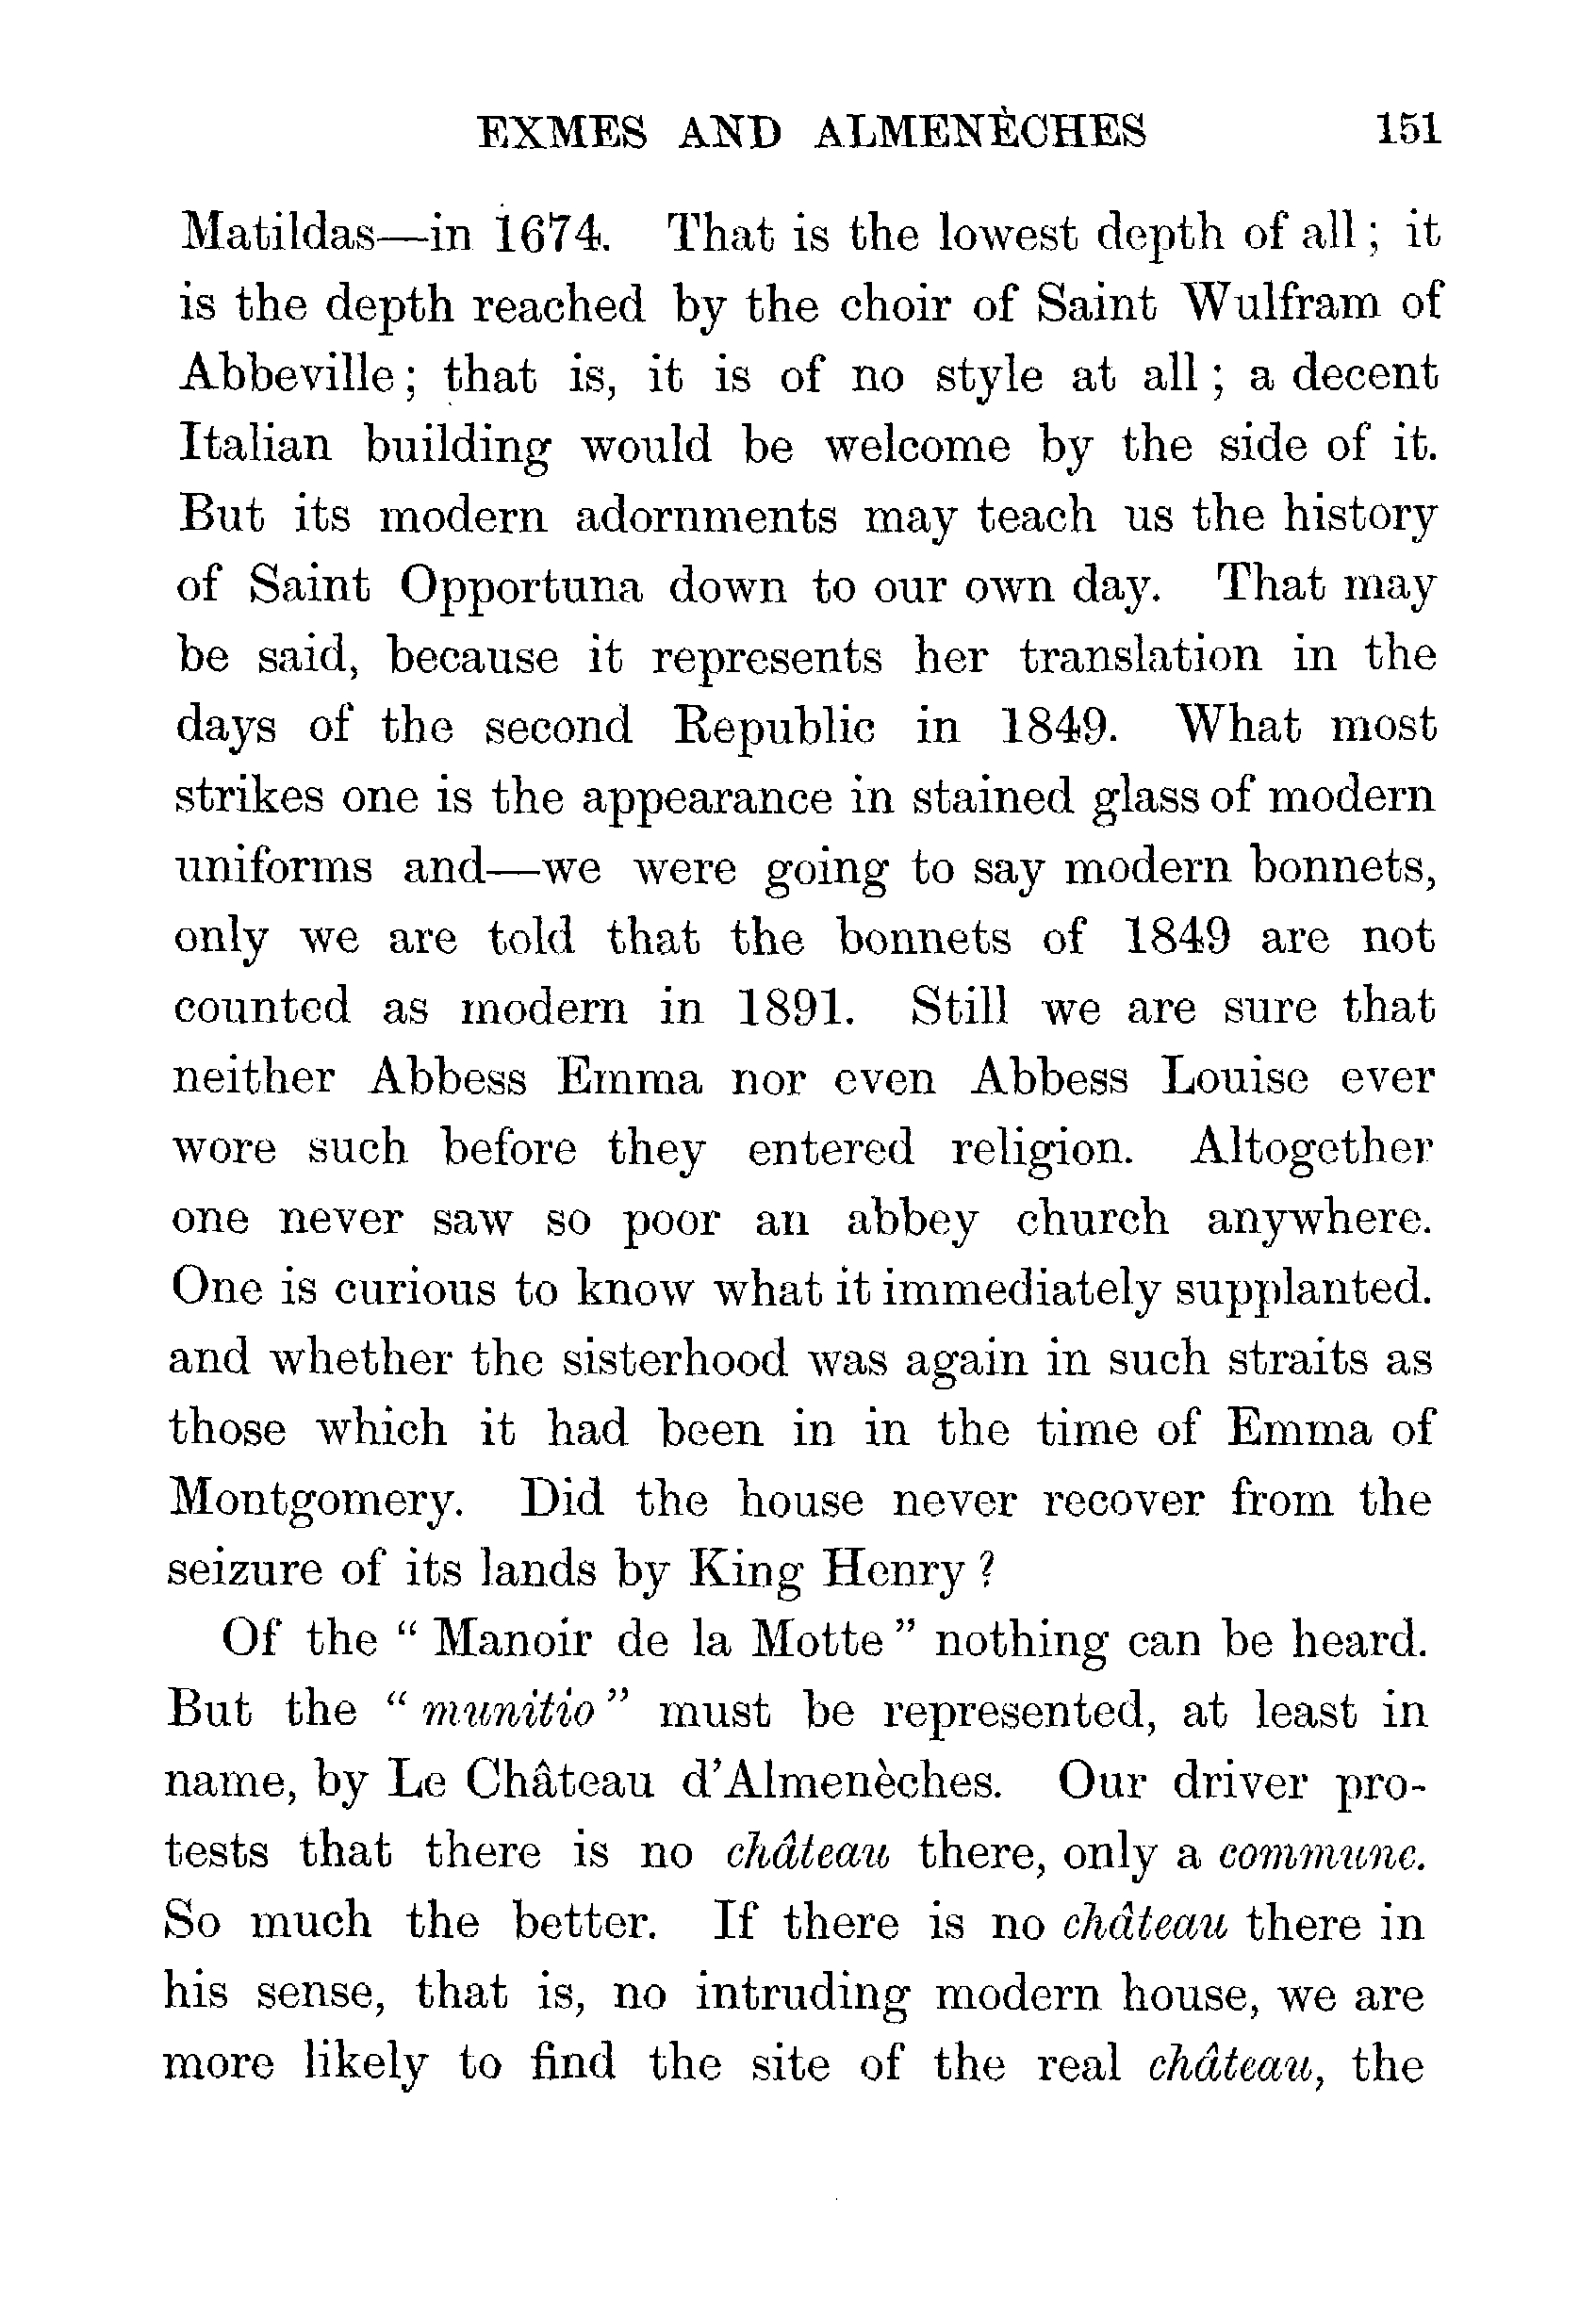 EXMES AND ALMENÈCHES 151
Matildas—in 1674. That is the lowest depth of all; it
is the depth reached by the choir of Saint Wulfram of
Abbeville; that is, it is of no style at all; a decent
Italian building would be welcome by the side of it.
But its modern adornments may teach us the history
of Saint Opportuna down to our own day. That may
be said, because it represents her translation in the
days of the second Republic in 1849. What most
strikes one is the appearance in stained glass of modern
uniforms and—we were going to say modern bonnets,
only we are told that the bonnets of 1849 are not
counted as modern in 1891. Still we are sure that
neither Abbess Emma nor even Abbess Louise ever
wore such before they entered religion. Altogether
one never saw so poor an abbey church anywhere.
One is curious to know what it immediately supplanted.
and whether the sisterhood was again in such straits as
those which it had been in in the time of Emma of
Montgomery. Did the house never recover from the
seizure of its lands by King Henry?
Of the "Manoir de la Motte" nothing can be heard.
But the "munitio" must be represented, at least in
name, by Le Château d'Almenèches. Our driver pro-
tests that there is no château there, only a commune.
So much the better. If there is no château there in
his sense, that is, no intruding modern house, we are
more likely to find the site of the real château, the